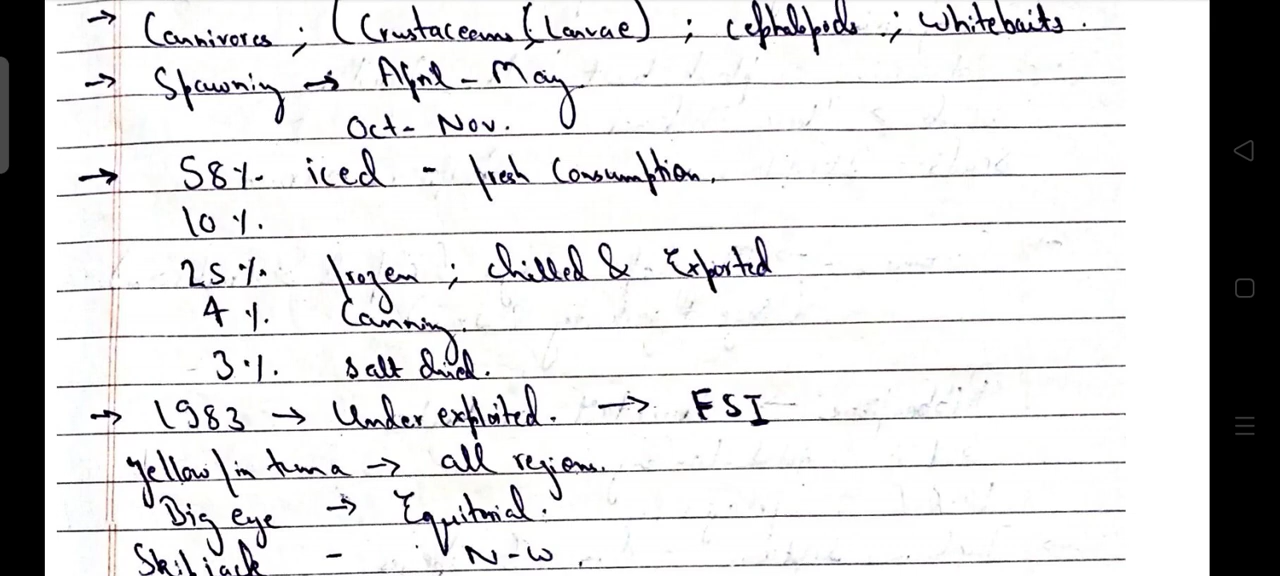 → Carnivores ; (Crustaceans (Larvae) ; Cephalopods ; Whitebaits.
→ Spawning → April - May
Oct - Nov.
→ 58%. iced - fresh Consumption.
10 %.
25 %. frozen ; chilled & Exported
4 %. Canning.
3 %. salt dried.
→ 1983 → Under exploited. → FSI
Yellowfin tuna → all regions.
Big eye → Equitorial.
Skipjack - N-W.